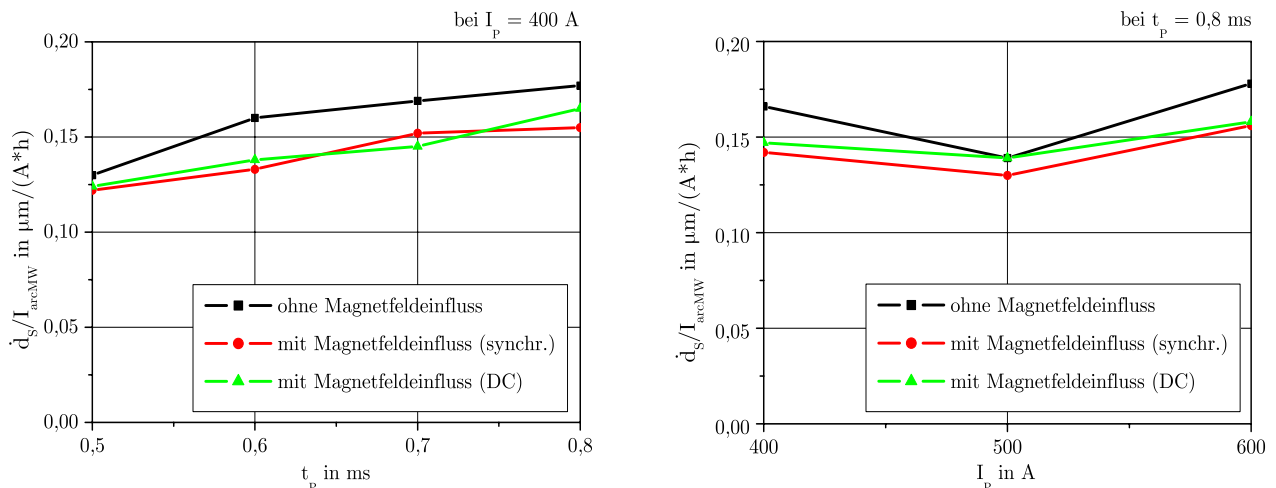 bei I_P = 400 A
0,20
0,15
0,10
0,05
0,00
ḋ_S/I_arcMW in μm/(A*h)
ohne Magnetfeldeinfluss
mit Magnetfeldeinfluss (synchr.)
mit Magnetfeldeinfluss (DC)
0,5 0,6 0,7 0,8
t_P in ms
bei t_P = 0,8 ms
0,20
0,15
0,10
0,05
0,00
ḋ_S/I_arcMW in μm/(A*h)
ohne Magnetfeldeinfluss
mit Magnetfeldeinfluss (synchr.)
mit Magnetfeldeinfluss (DC)
400 500 600
I_P in A